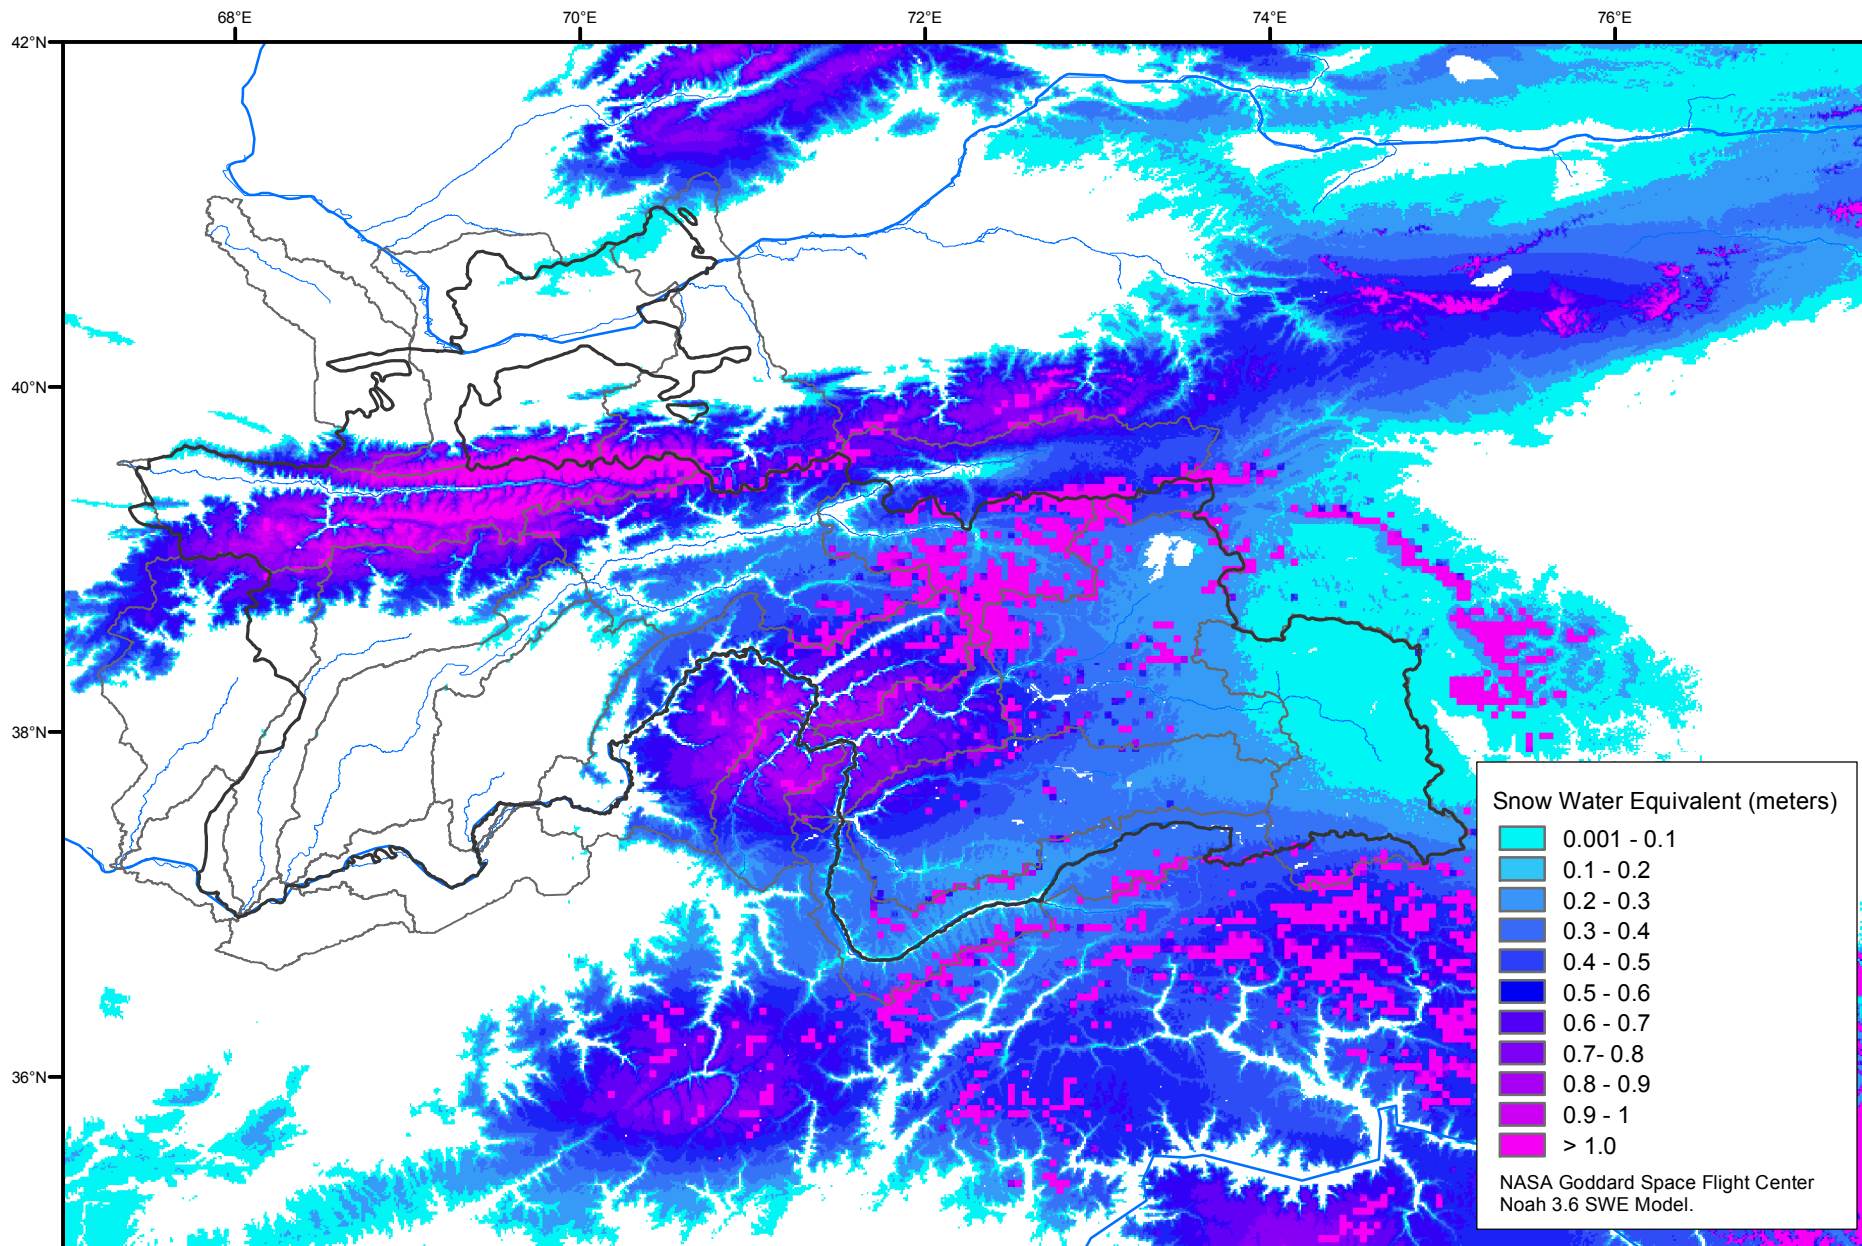 68°E
70°E
72°E
74°E
76°E
42°N
40°N
38°N
36°N
Snow Water Equivalent (meters)
0.001 - 0.1
0.1 - 0.2
0.2 - 0.3
0.3 - 0.4
0.4 - 0.5
0.5 - 0.6
0.6 - 0.7
0.7- 0.8
0.8 - 0.9
0.9 - 1
> 1.0
NASA Goddard Space Flight Center
Noah 3.6 SWE Model.